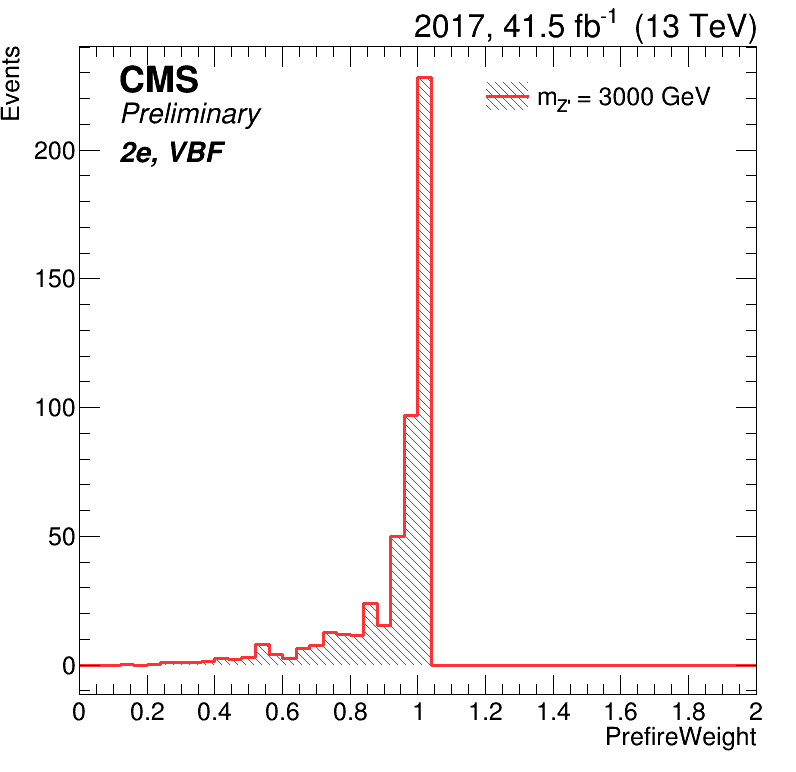 2017, 41.5 fb-1 (13 TeV)
Events
CMS
Preliminary
2e, VBF
mZ' = 3000 GeV
200
150
100
50
0
0 0.2 0.4 0.6 0.8 1 1.2 1.4 1.6 1.8 2
PrefireWeight